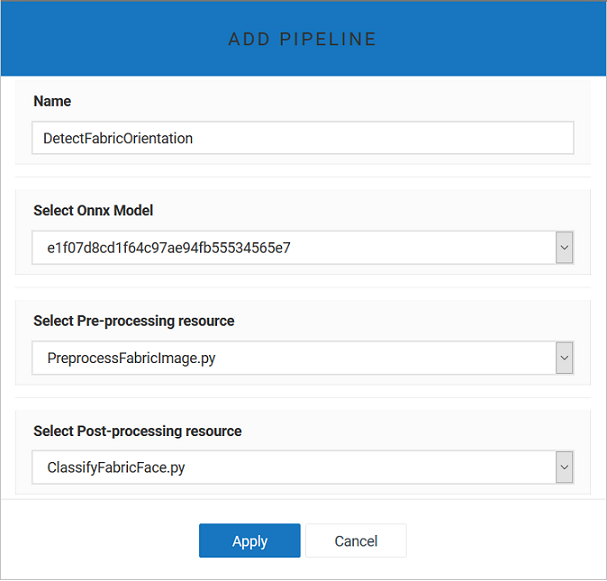 ADD PIPELINE
Name
DetectFabricOrientation
Select Onnx Model
e1f07d8cd1f64c97ae94fb55534565e7
Select Pre-processing resource
PreprocessFabricImage.py
Select Post-processing resource
ClassifyFabricFace.py
Apply Cancel